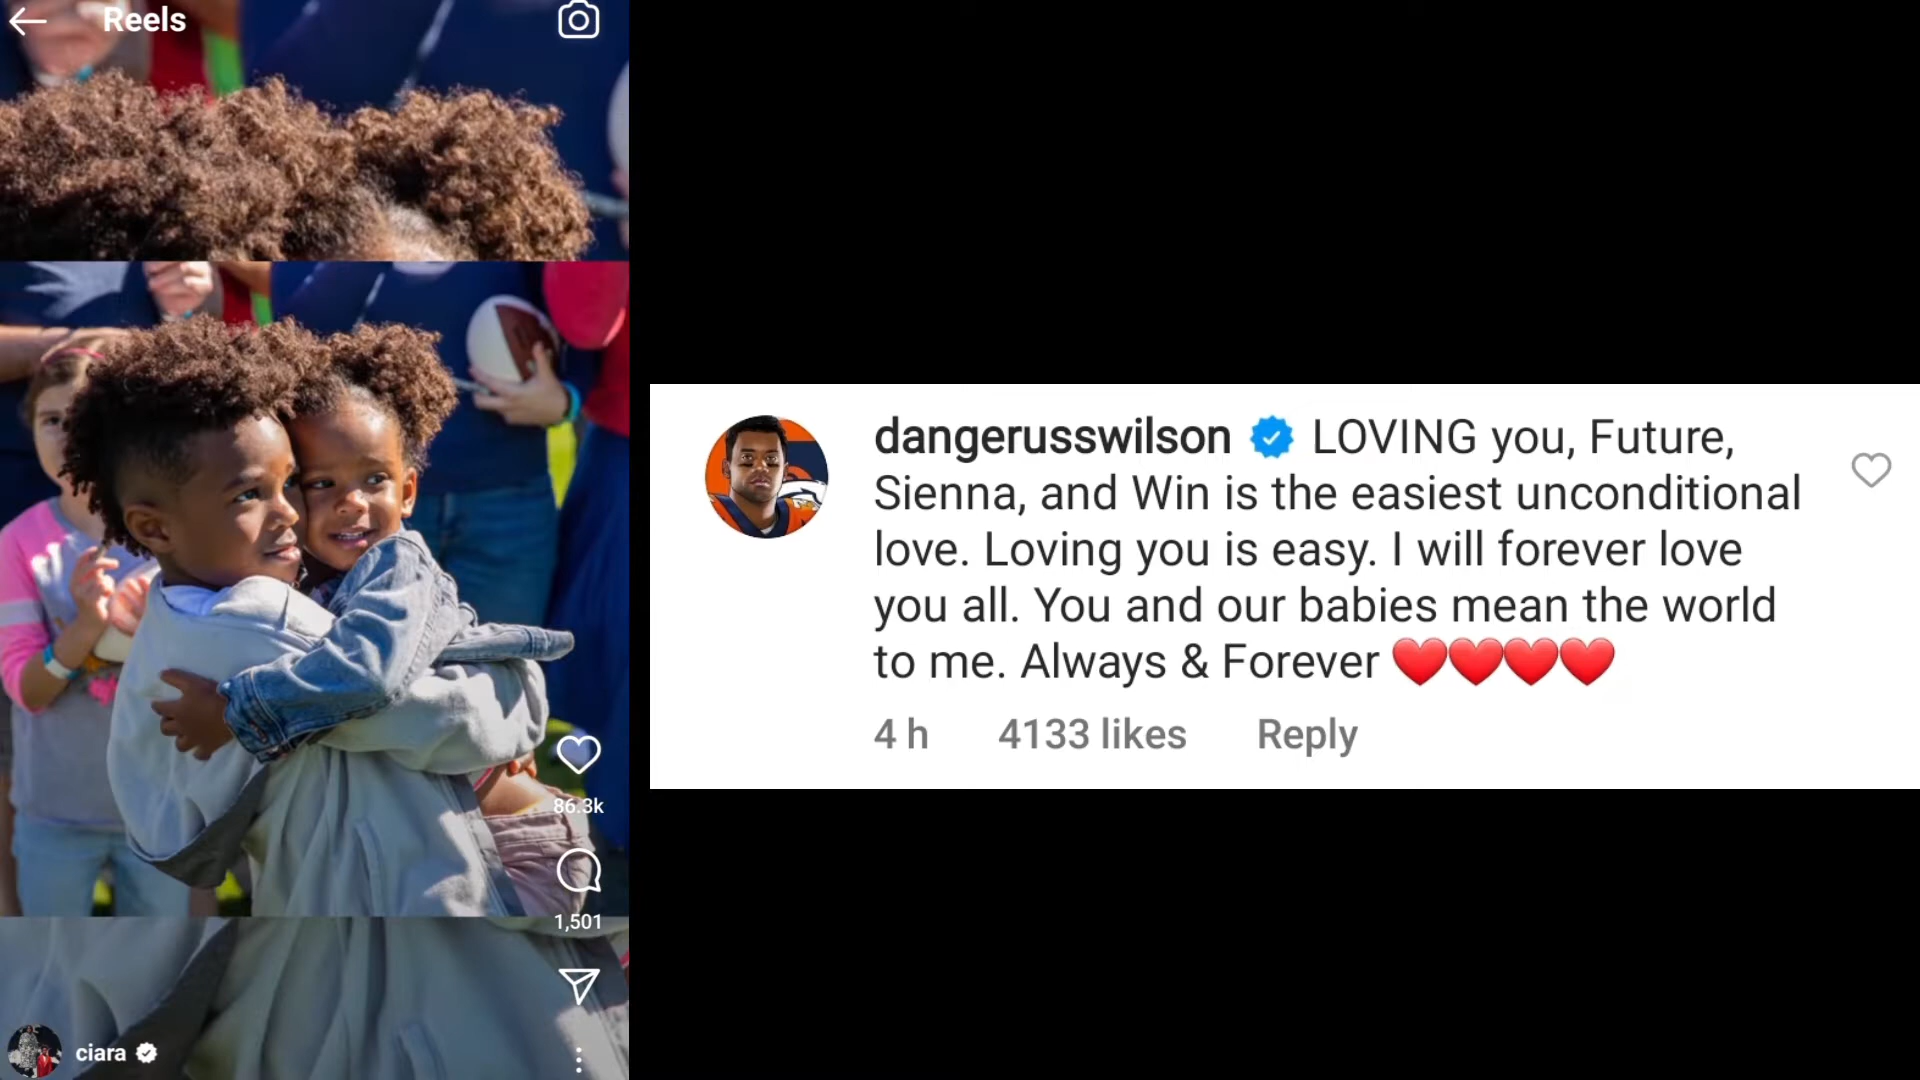 Reels
86.3k
1,501
ciara
dangerusswilson LOVING you, Future,
Sienna, and Win is the easiest unconditional
love. Loving you is easy. I will forever love
you all. You and our babies mean the world
to me. Always & Forever ❤️❤️❤️❤️
4 h 4133 likes Reply